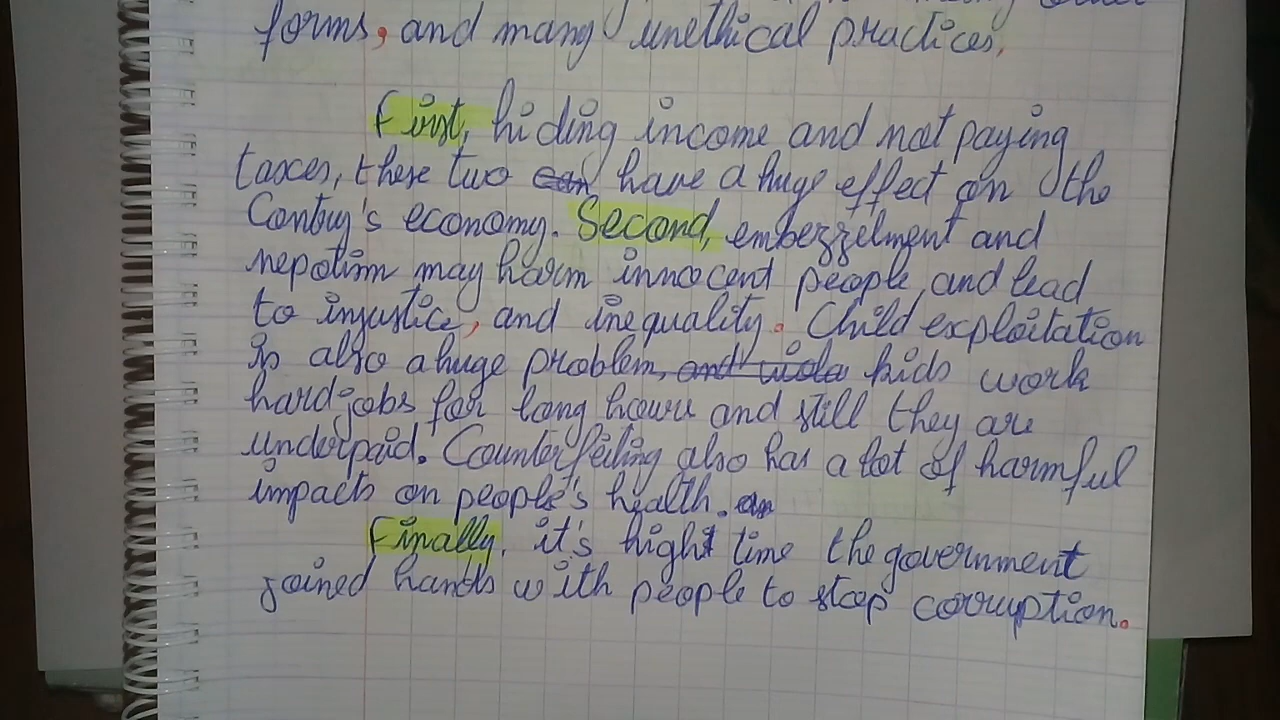 forms, and many unethical practices.
First, hiding income and not paying
taxes, these two have a huge effect on the
Contry's economy. Second, embezzelment and
nepotism may harm innocent people, and lead
to injustice, and inequality. Child exploitation
is also a huge problem, kids work
hard jobs for long hours and still they are
underpaid. Counterfeiting also has a lot of harmful
impacts on people's health.
Finally, it's hight time the government
joined hands with people to stop corruption.